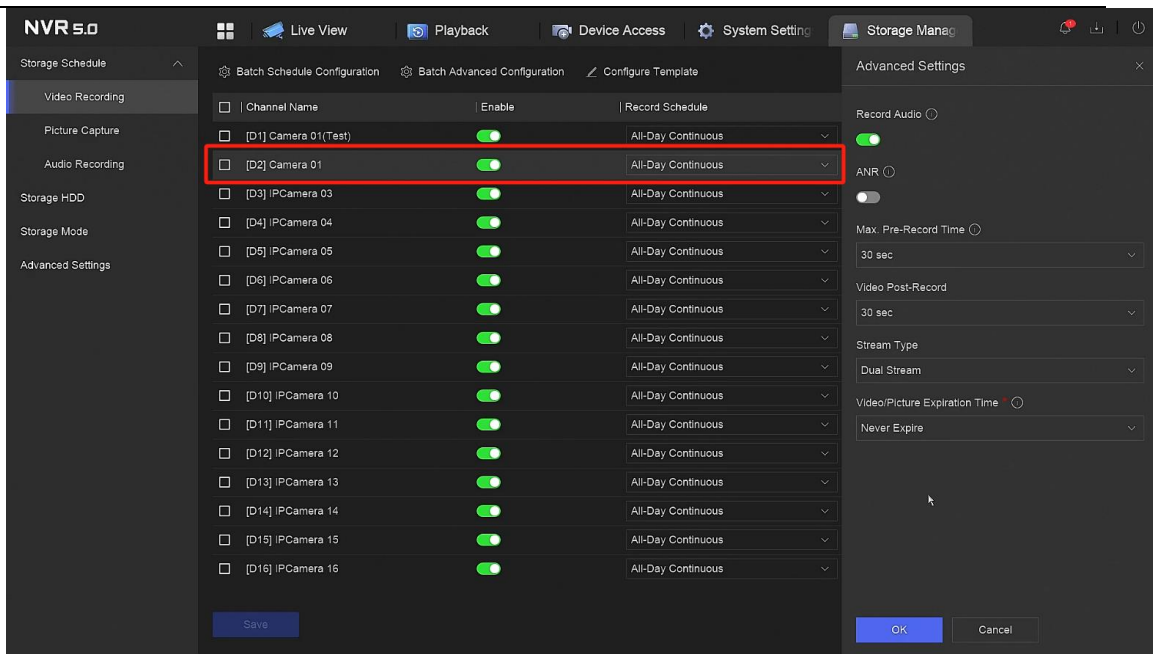 NVR 5.0
Live View
Playback
Device Access
System Setting
Storage Manag
Storage Schedule
Video Recording
Picture Capture
Audio Recording
Storage HDD
Storage Mode
Advanced Settings
Batch Schedule Configuration
Batch Advanced Configuration
Configure Template
Channel Name Enable Record Schedule
[D1] Camera 01(Test) All-Day Continuous
[D2] Camera 01 All-Day Continuous
[D3] IPCamera 03 All-Day Continuous
[D4] IPCamera 04 All-Day Continuous
[D5] IPCamera 05 All-Day Continuous
[D6] IPCamera 06 All-Day Continuous
[D7] IPCamera 07 All-Day Continuous
[D8] IPCamera 08 All-Day Continuous
[D9] IPCamera 09 All-Day Continuous
[D10] IPCamera 10 All-Day Continuous
[D11] IPCamera 11 All-Day Continuous
[D12] IPCamera 12 All-Day Continuous
[D13] IPCamera 13 All-Day Continuous
[D14] IPCamera 14 All-Day Continuous
[D15] IPCamera 15 All-Day Continuous
[D16] IPCamera 16 All-Day Continuous
Save
Advanced Settings
Record Audio
ANR
Max. Pre-Record Time
30 sec
Video Post-Record
30 sec
Stream Type
Dual Stream
Video/Picture Expiration Time *
Never Expire
OK
Cancel